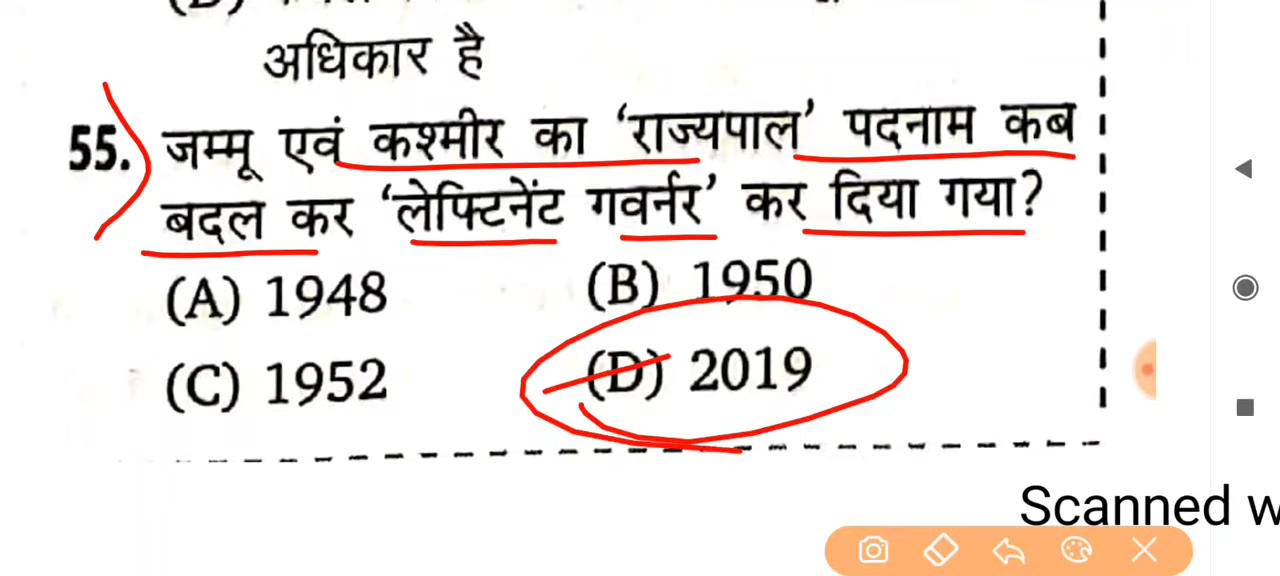 अधिकार है
55. जम्मू एवं कश्मीर का ‘राज्यपाल’ पदनाम कब
बदल कर ‘लेफ्टिनेंट गवर्नर’ कर दिया गया?
(A) 1948 (B) 1950
(C) 1952 (D) 2019
Scanned w